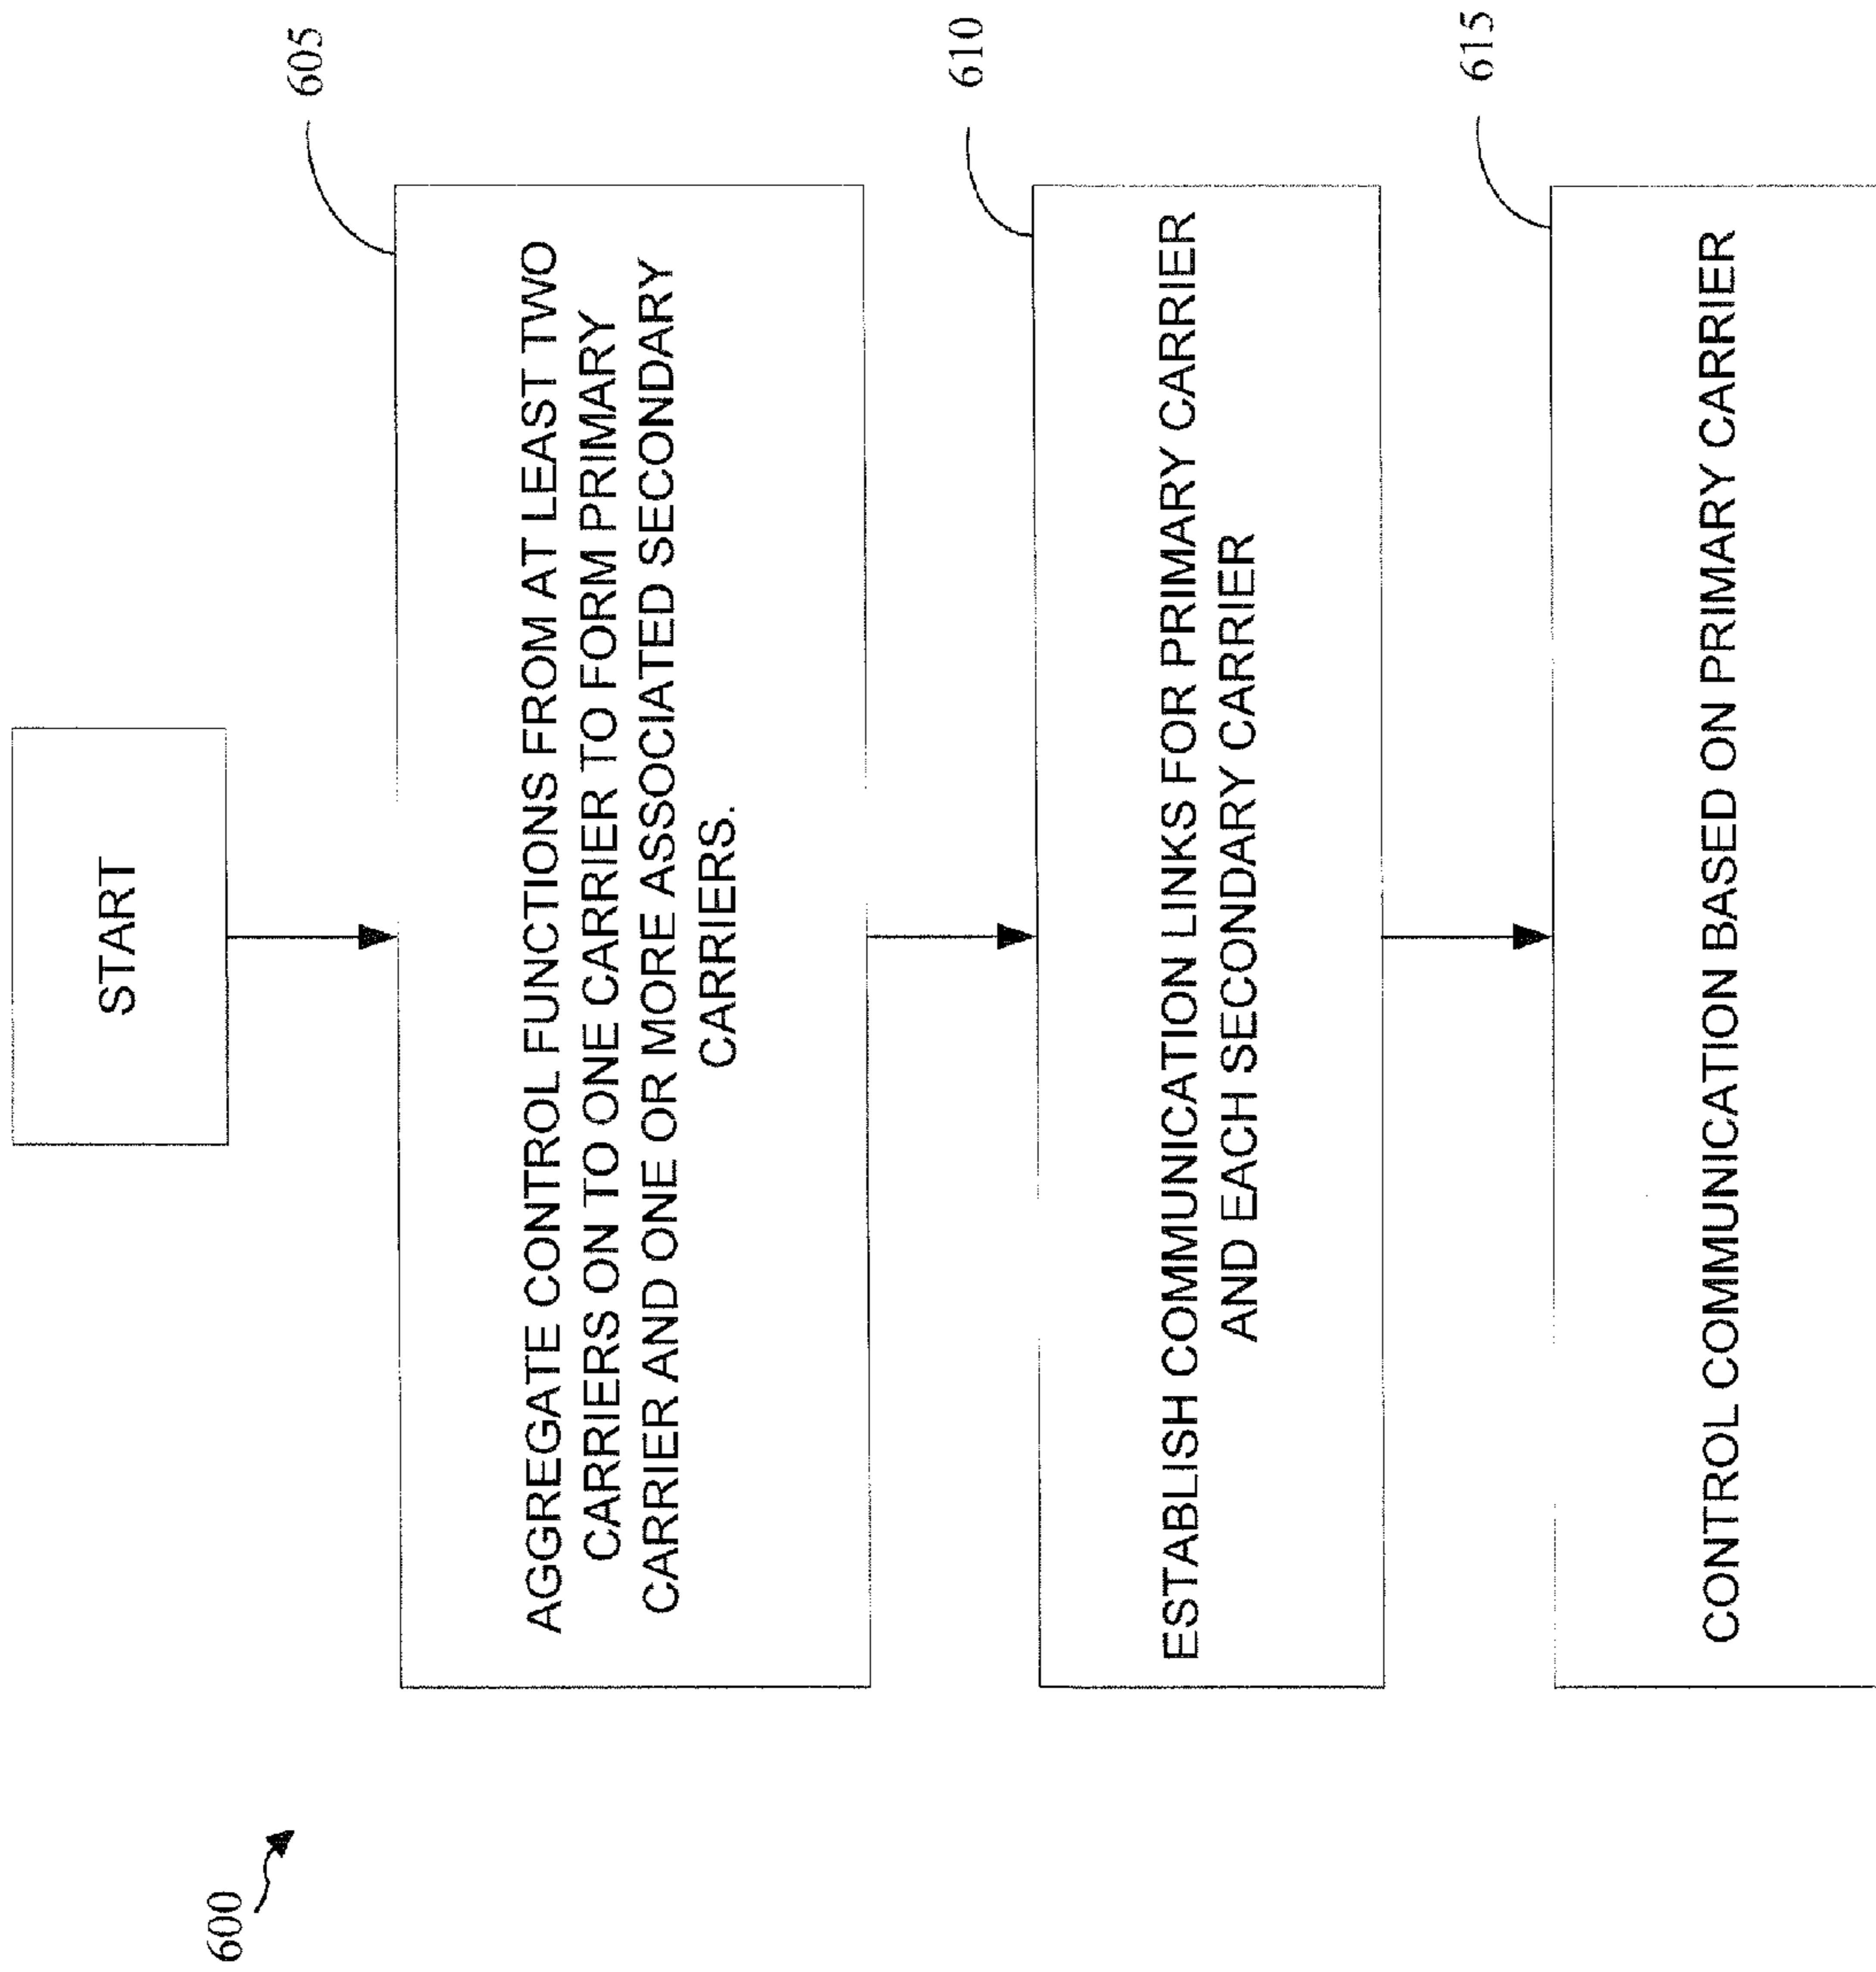 600
START
605
AGGREGATE CONTROL FUNCTIONS FROM AT LEAST TWO
CARRIERS ON TO ONE CARRIER TO FORM PRIMARY
CARRIER AND ONE OR MORE ASSOCIATED SECONDARY
CARRIERS.
610
ESTABLISH COMMUNICATION LINKS FOR PRIMARY CARRIER
AND EACH SECONDARY CARRIER
615
CONTROL COMMUNICATION BASED ON PRIMARY CARRIER